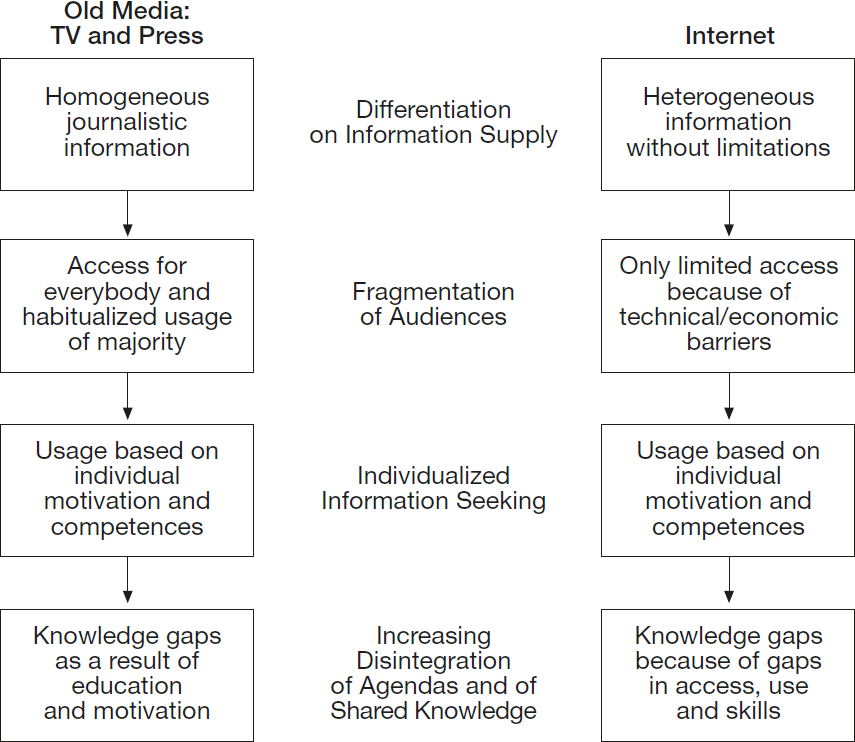 Old Media:
TV and Press
Internet
Homogeneous
journalistic
information
Differentiation
on Information Supply
Heterogeneous
information
without limitations
Access for
everybody and
habitualized usage
of majority
Fragmentation
of Audiences
Only limited access
because of
technical/economic
barriers
Usage based on
individual
motivation and
competences
Individualized
Information Seeking
Usage based on
individual
motivation and
competences
Knowledge gaps
as a result of
education
and motivation
Increasing
Disintegration
of Agendas and of
Shared Knowledge
Knowledge gaps
because of gaps
in access, use
and skills